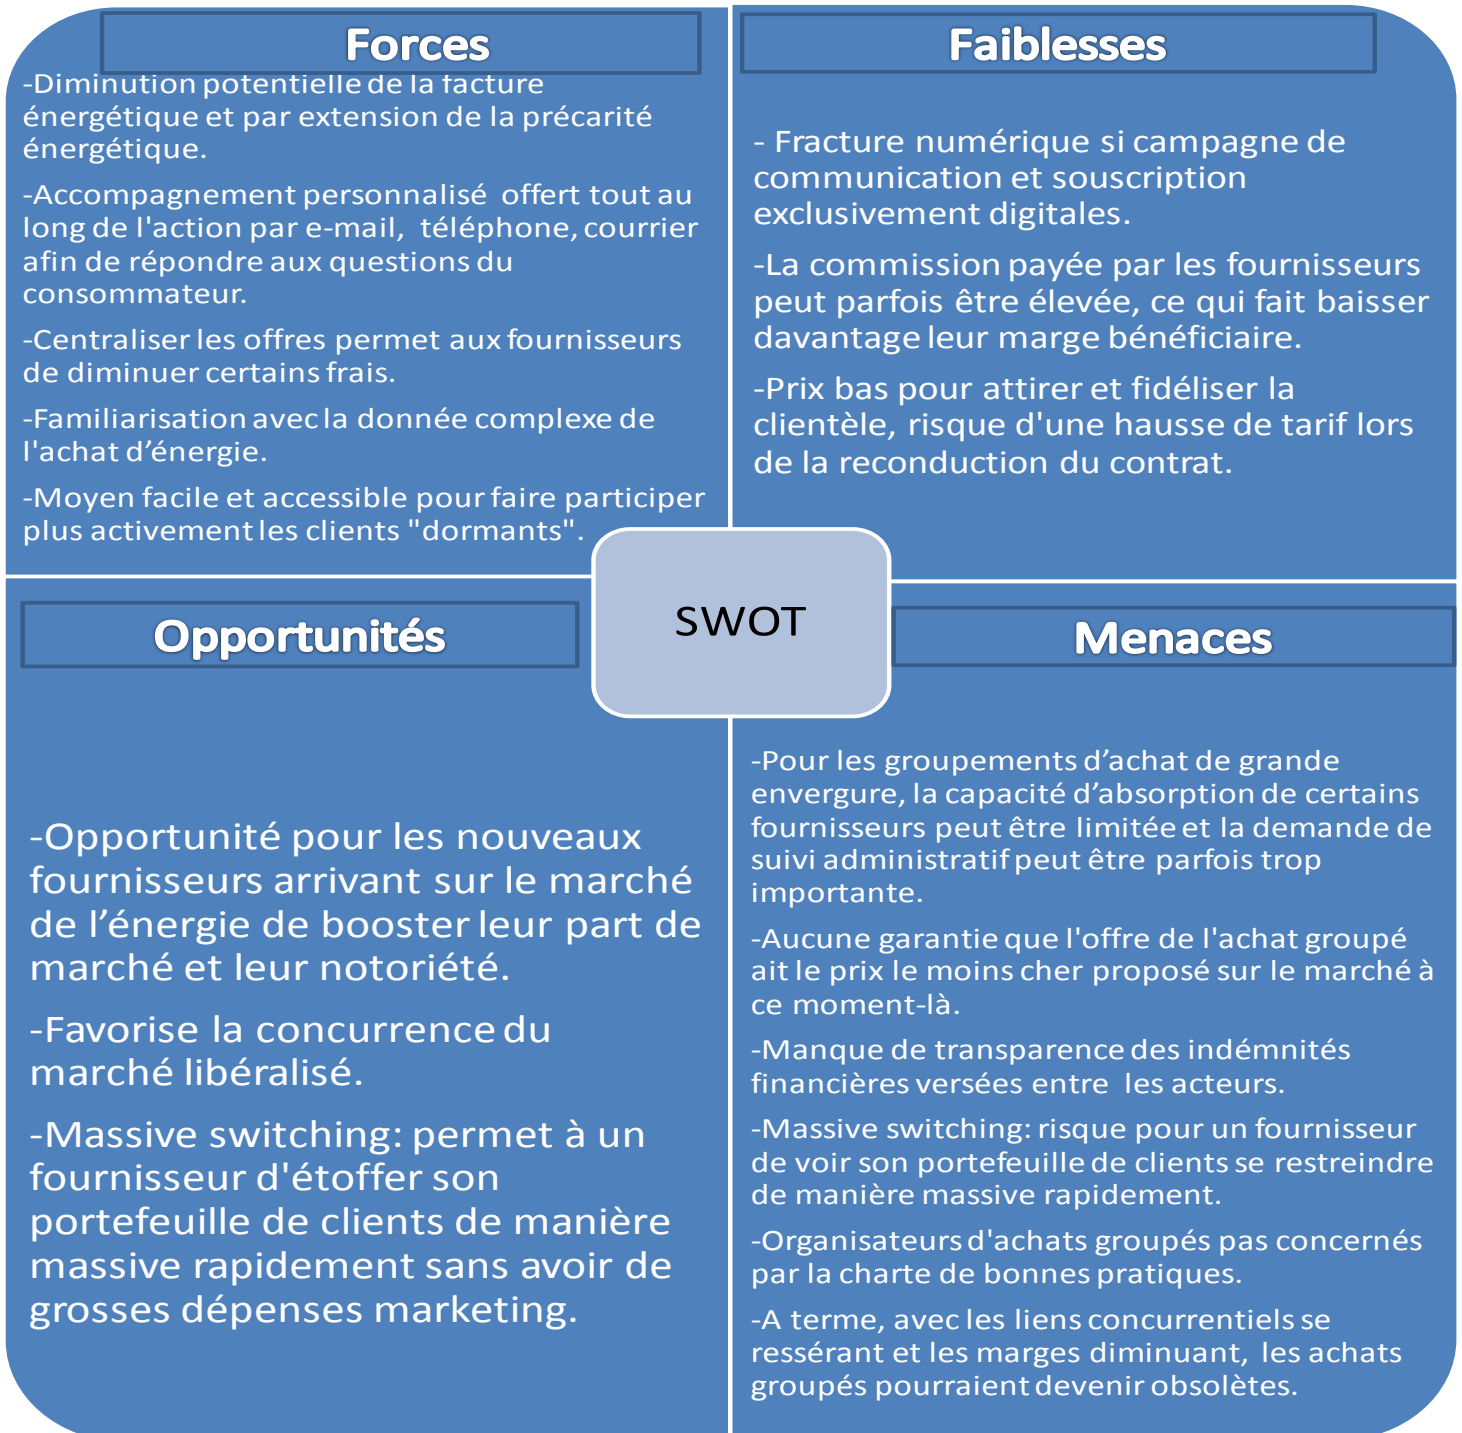 Forces
-Diminution potentielle de la facture
énergétique et par extension de la précarité
énergétique.
-Accompagnement personnalisé offert tout au
long de l'action par e-mail, téléphone, courrier
afin de répondre aux questions du
consommateur.
-Centraliser les offres permet aux fournisseurs
de diminuer certains frais.
-Familiarisation avec la donnée complexe de
l'achat d’énergie.
-Moyen facile et accessible pour faire participer
plus activement les clients "dormants".
Faiblesses
- Fracture numérique si campagne de
communication et souscription
exclusivement digitales.
-La commission payée par les fournisseurs
peut parfois être élevée, ce qui fait baisser
davantage leur marge bénéficiaire.
-Prix bas pour attirer et fidéliser la
clientèle, risque d'une hausse de tarif lors
de la reconduction du contrat.
SWOT
Opportunités
-Opportunité pour les nouveaux
fournisseurs arrivant sur le marché
de l’énergie de booster leur part de
marché et leur notoriété.
-Favorise la concurrence du
marché libéralisé.
-Massive switching: permet à un
fournisseur d'étoffer son
portefeuille de clients de manière
massive rapidement sans avoir de
grosses dépenses marketing.
Menaces
-Pour les groupements d’achat de grande
envergure, la capacité d’absorption de certains
fournisseurs peut être limitée et la demande de
suivi administratif peut être parfois trop
importante.
-Aucune garantie que l'offre de l'achat groupé
ait le prix le moins cher proposé sur le marché à
ce moment-là.
-Manque de transparence des indémnités
financières versées entre les acteurs.
-Massive switching: risque pour un fournisseur
de voir son portefeuille de clients se restreindre
de manière massive rapidement.
-Organisateurs d'achats groupés pas concernés
par la charte de bonnes pratiques.
-A terme, avec les liens concurrentiels se
ressérant et les marges diminuant, les achats
groupés pourraient devenir obsolètes.